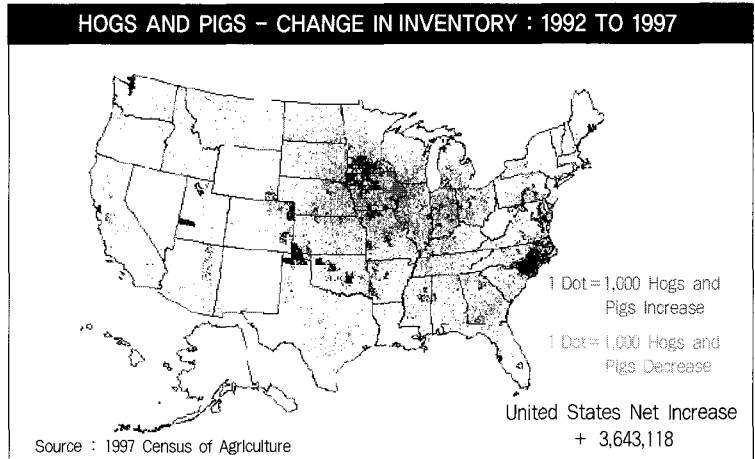 HOGS AND PIGS - CHANGE IN INVENTORY : 1992 TO 1997
1 Dot=1,000 Hogs and
Pigs Increase
1 Dot=1,000 Hogs and
Pigs Decrease
United States Net Increase
+ 3,643,118
Source : 1997 Census of Agriculture